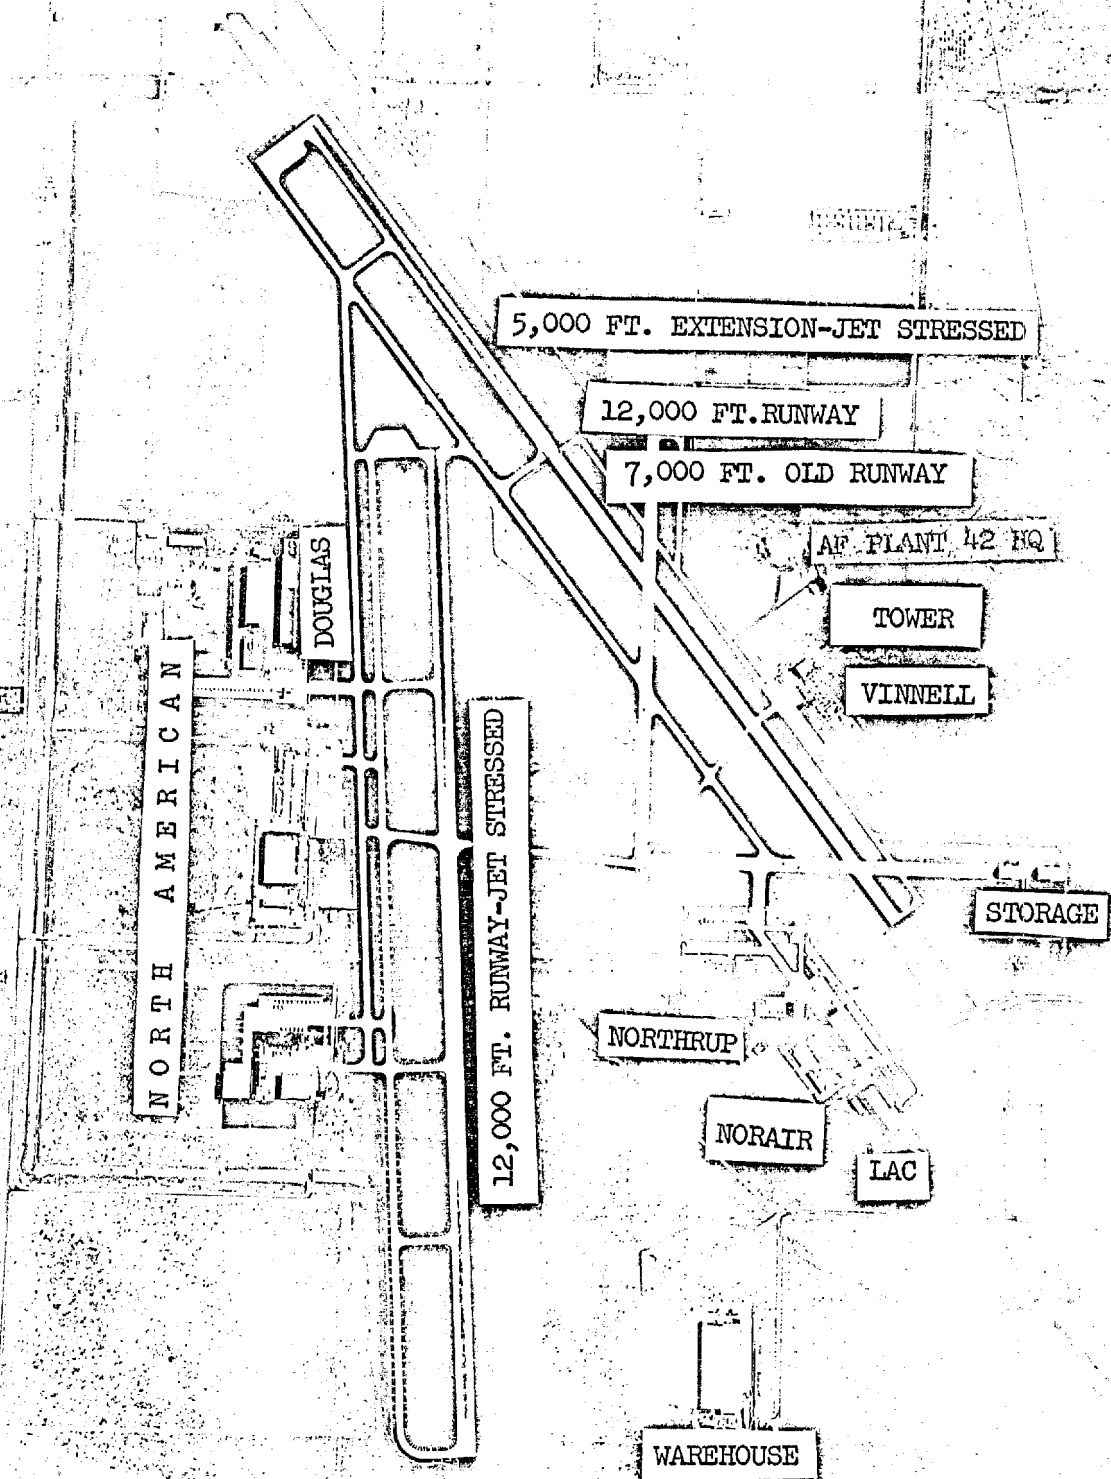 5,000 FT. EXTENSION-JET STRESSED
12,000 FT.RUNWAY
7,000 FT. OLD RUNWAY
AF PLANT 42 HQ
DOUGLAS
TOWER
VINNELL
NORTH AMERICAN
12,000 FT. RUNWAY-JET STRESSED
STORAGE
NORTHRUP
NORAIR
LAC
WAREHOUSE